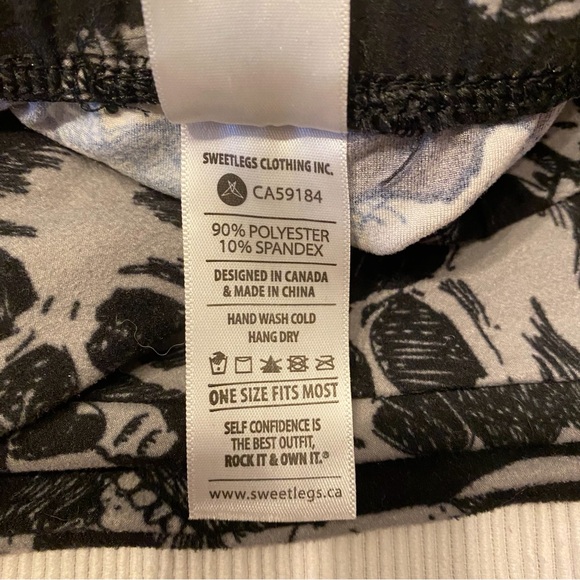 SWEETLEGS CLOTHING INC.
CA59184
90% POLYESTER
10% SPANDEX
DESIGNED IN CANADA
& MADE IN CHINA
HAND WASH COLD
HANG DRY
ONE SIZE FITS MOST
SELF CONFIDENCE IS
THE BEST OUTFIT,
ROCK IT & OWN IT.®
www.sweetlegs.ca